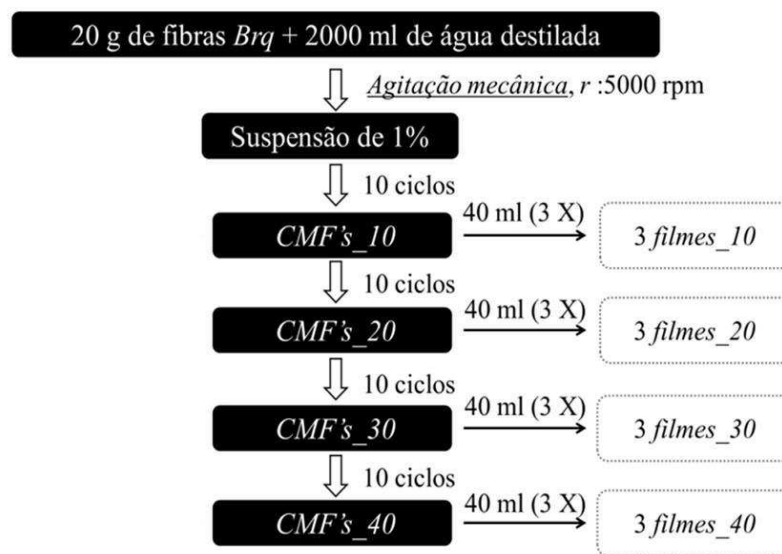 20 g de fibras Brq + 2000 ml de água destilada
Agitação mecânica, r :5000 rpm
Suspensão de 1%
10 ciclos
CMF's_10
40 ml (3 X)
3 filmes_10
10 ciclos
CMF's_20
40 ml (3 X)
3 filmes_20
10 ciclos
CMF's_30
40 ml (3 X)
3 filmes_30
10 ciclos
CMF's_40
40 ml (3 X)
3 filmes_40